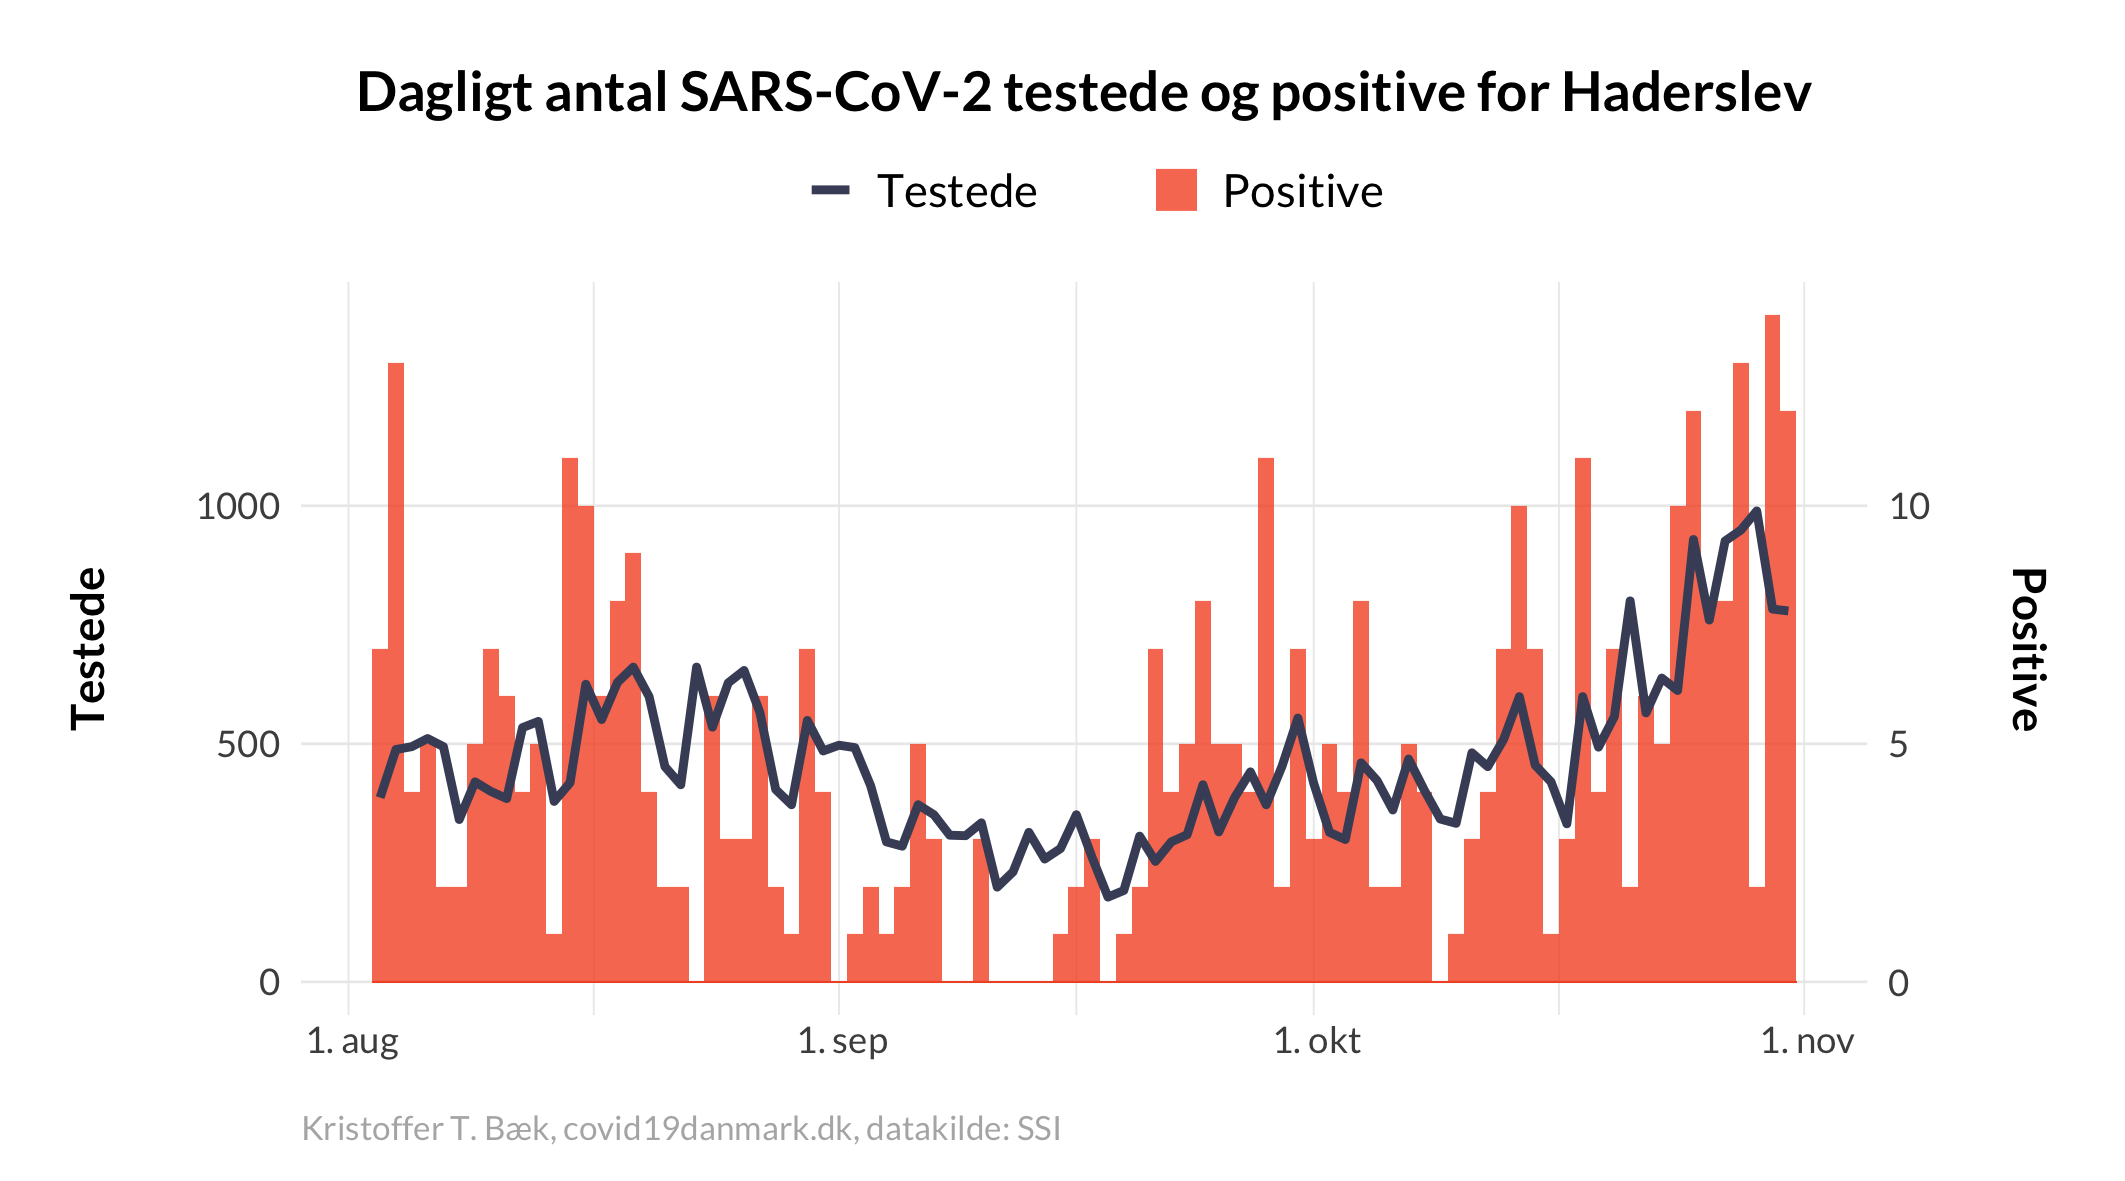 Dagligt antal SARS-CoV-2 testede og positive for Haderslev
Testede
Positive
1000
500
0
10
5
0
Testede
Positive
1. aug
1. sep
1. okt
1. nov
Kristoffer T. Bæk, covid19danmark.dk, datakilde: SSI